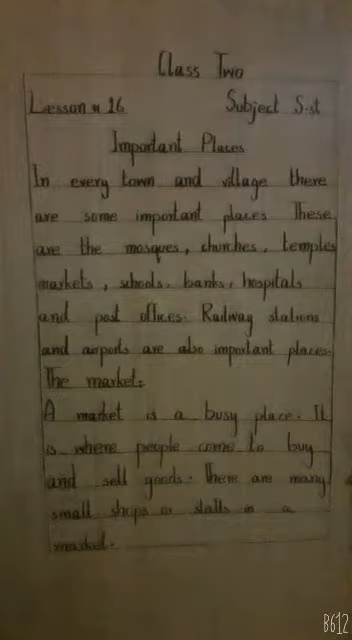 Class Two
Lesson # 16 Subject S.st
Important Places
In every town and village there
are some important places These
are the mosques, churches, temples
markets, schools, banks, hospitals
and post offices. Railway stations
and airports are also important places.
The market:
A market is a busy place. It
is where people come to buy
and sell goods. There are many
small shops or stalls in a
market.
B612